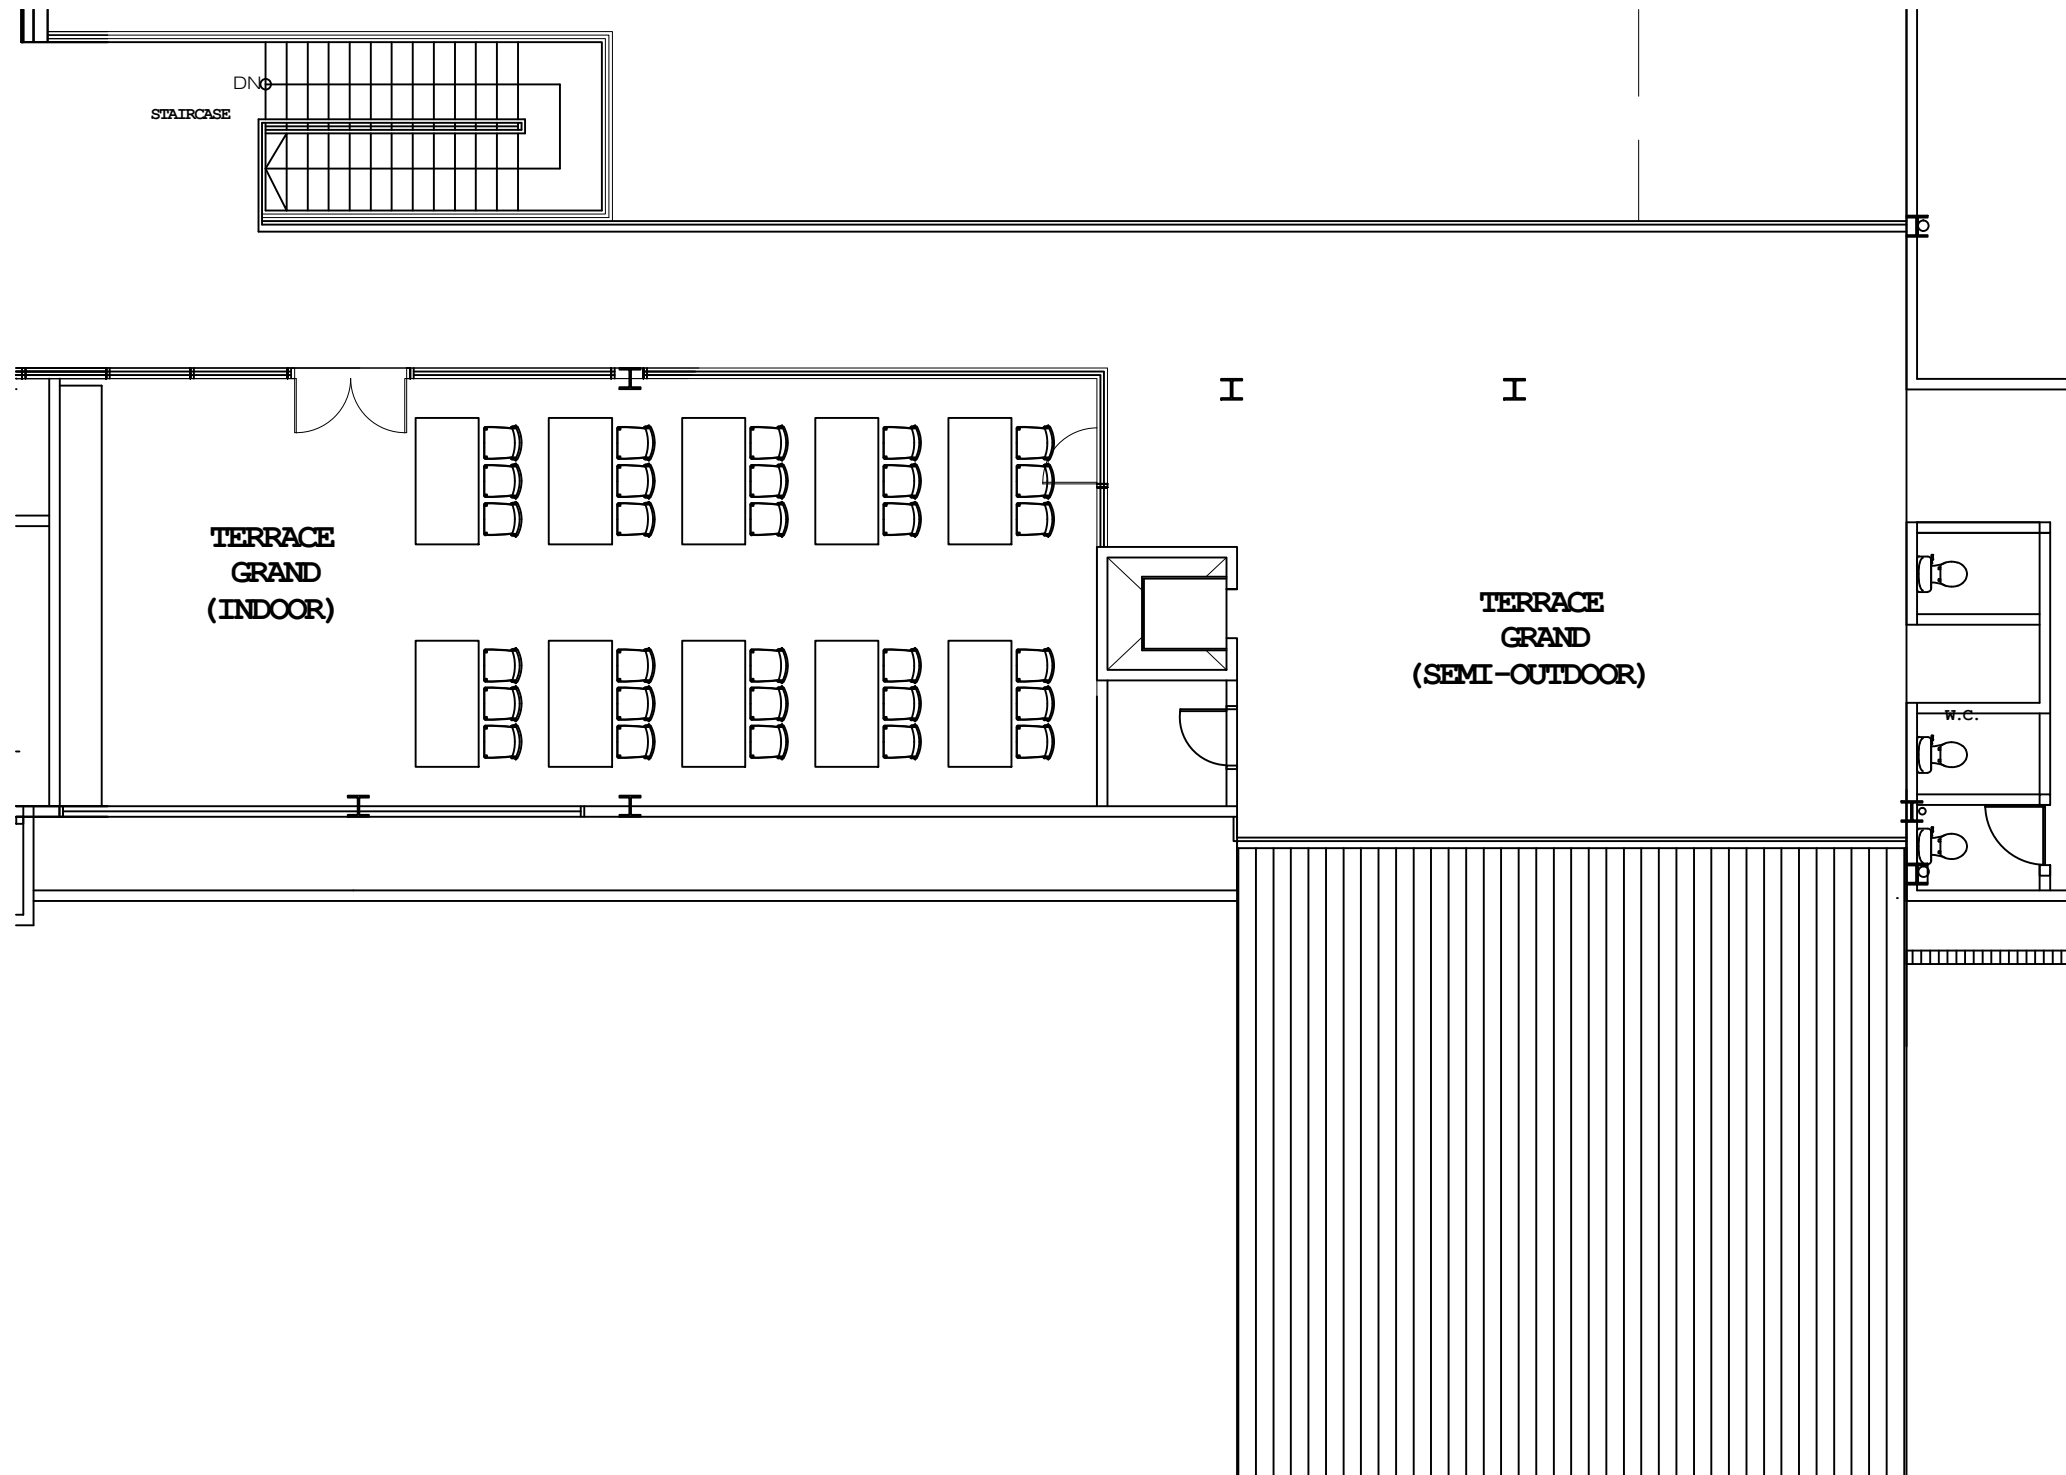 DN
STAIRCASE
TERRACE
GRAND
(INDOOR)
TERRACE
GRAND
(SEMI-OUTDOOR)
W.C.